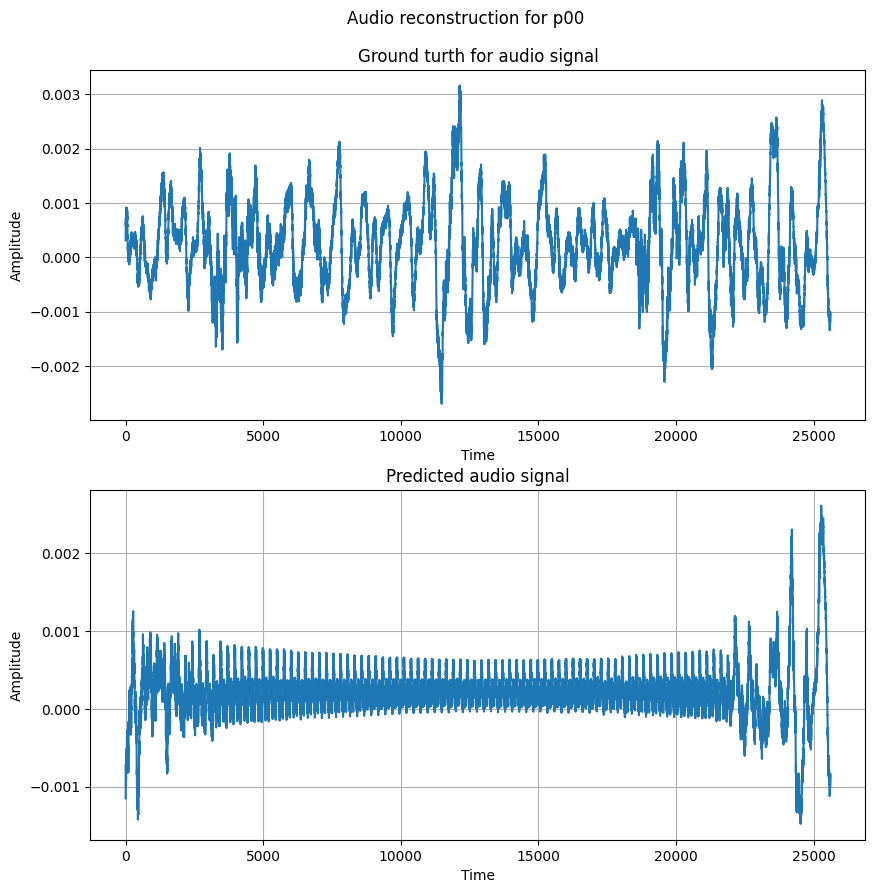 Audio reconstruction for p00
Ground turth for audio signal
0.003
0.002
0.001
0.000
−0.001
−0.002
Amplitude
0 5000 10000 15000 20000 25000
Time
Predicted audio signal
0.002
0.001
0.000
−0.001
Amplitude
0 5000 10000 15000 20000 25000
Time